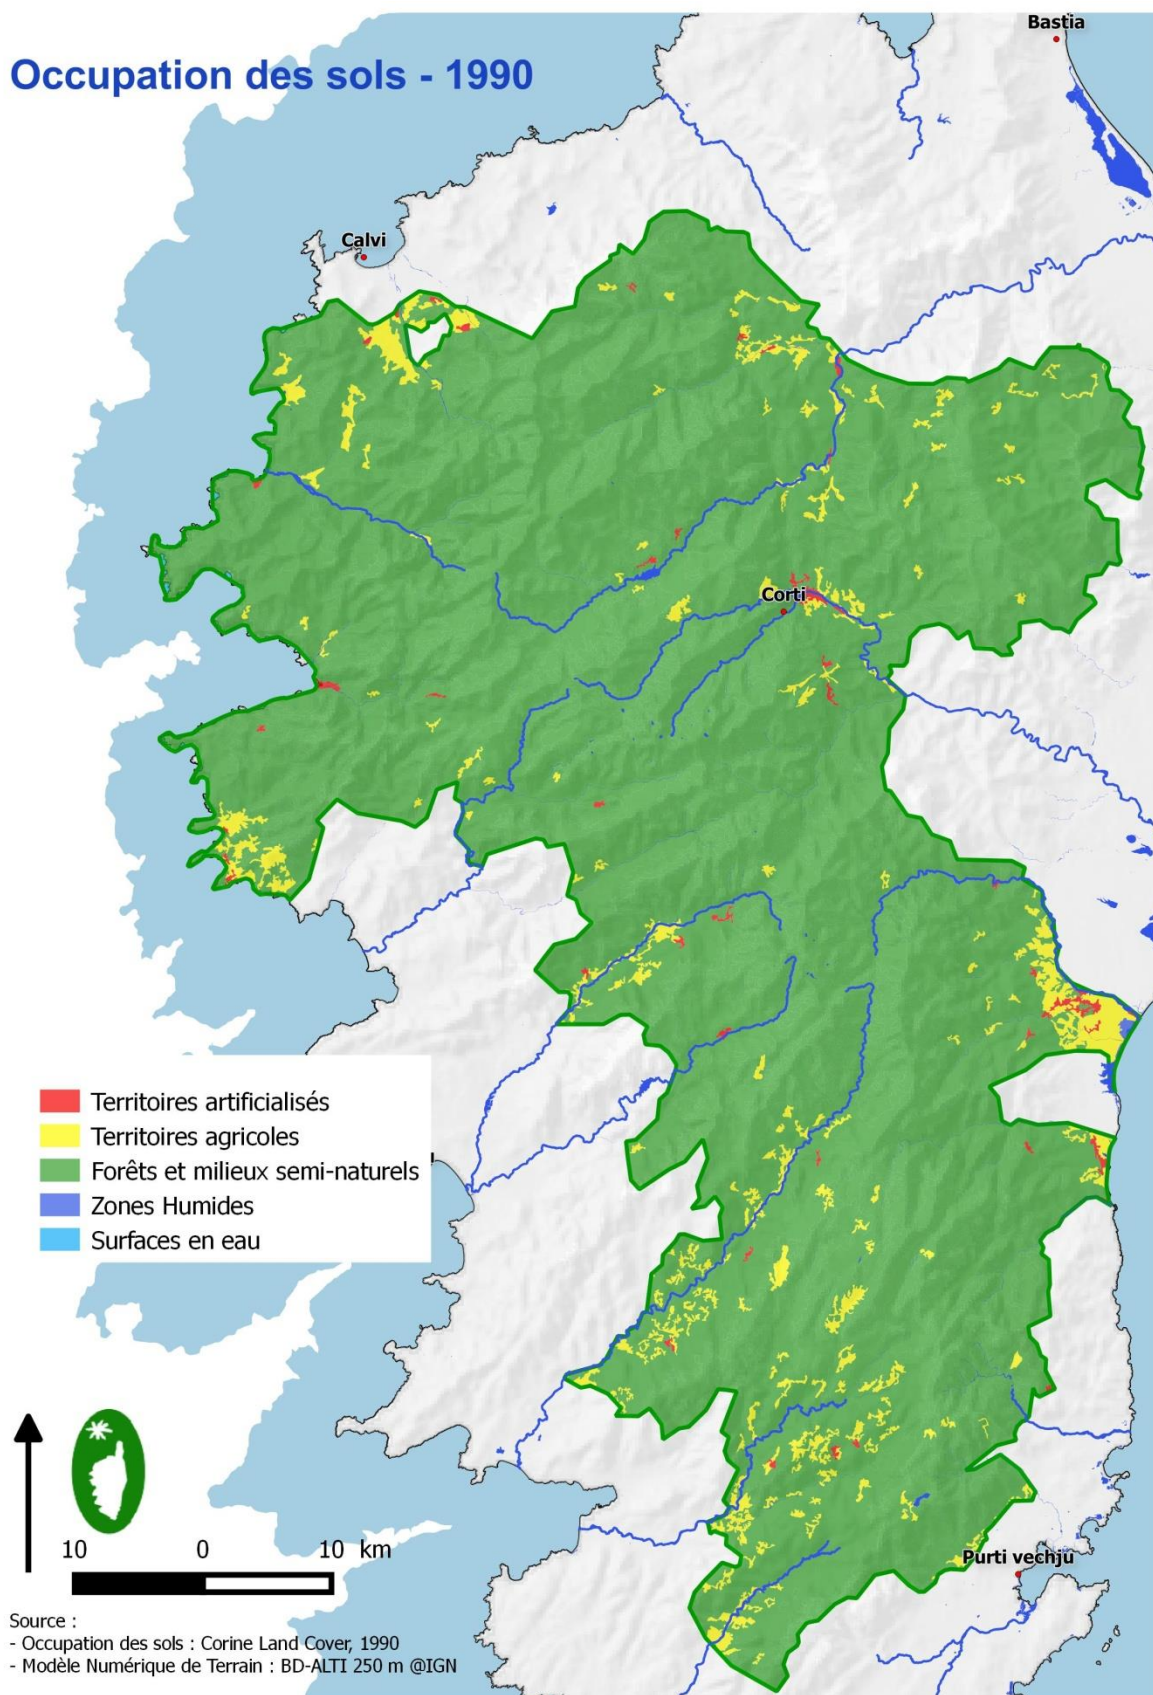 Bastia
Occupation des sols - 1990
Calvi
Corti
Territoires artificialisés
Territoires agricoles
Forêts et milieux semi-naturels
Zones Humides
Surfaces en eau
10 0 10 km
Purti vechju
Source :
- Occupation des sols : Corine Land Cover, 1990
- Modèle Numérique de Terrain : BD-ALTI 250 m @IGN